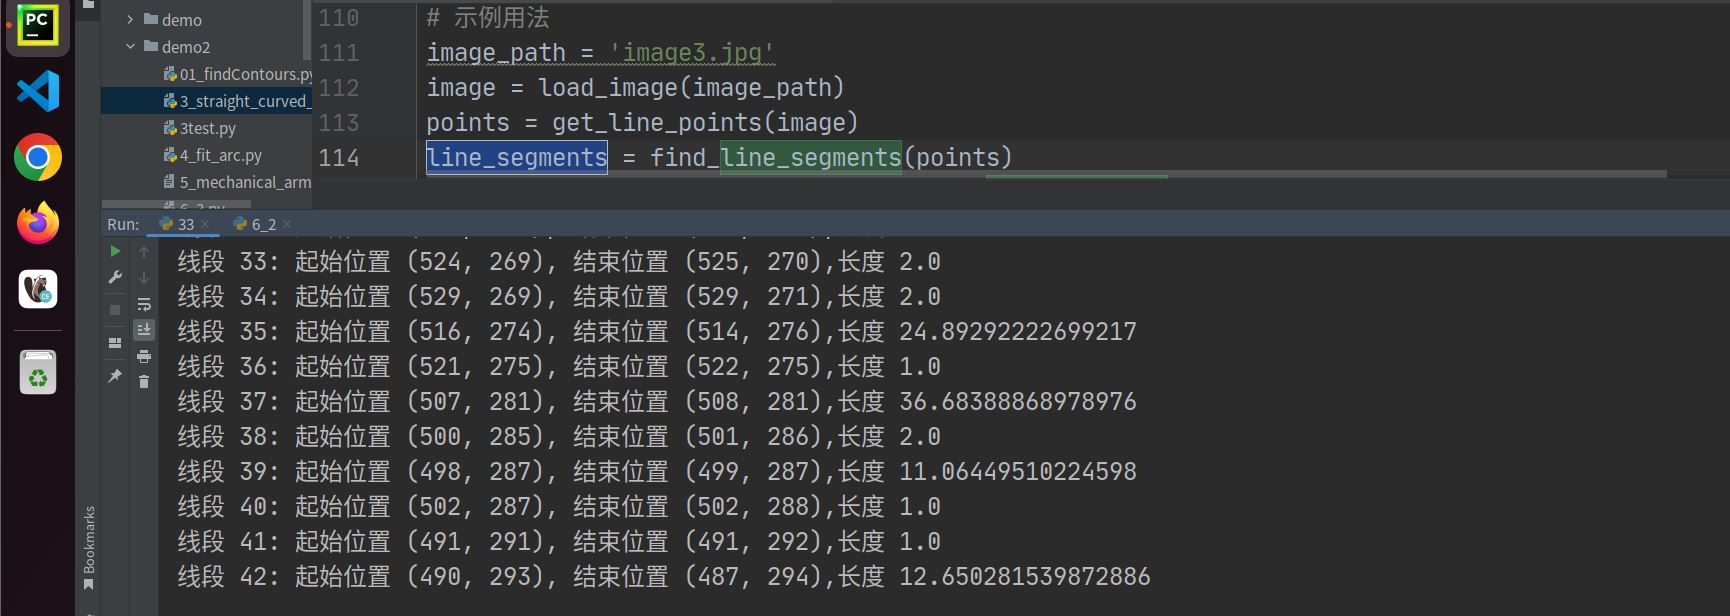 PC
demo
demo2
01_findContours.py
3_straight_curved_
3test.py
4_fit_arc.py
5_mechanical_arm
110 # 示例用法
111 image_path = 'image3.jpg'
112 image = load_image(image_path)
113 points = get_line_points(image)
114 line_segments = find_line_segments(points)
Run: 33 × 6_2 ×
线段 33: 起始位置 (524, 269), 结束位置 (525, 270),长度 2.0
线段 34: 起始位置 (529, 269), 结束位置 (529, 271),长度 2.0
线段 35: 起始位置 (516, 274), 结束位置 (514, 276),长度 24.89292222699217
线段 36: 起始位置 (521, 275), 结束位置 (522, 275),长度 1.0
线段 37: 起始位置 (507, 281), 结束位置 (508, 281),长度 36.68388868978976
线段 38: 起始位置 (500, 285), 结束位置 (501, 286),长度 2.0
线段 39: 起始位置 (498, 287), 结束位置 (499, 287),长度 11.06449510224598
线段 40: 起始位置 (502, 287), 结束位置 (502, 288),长度 1.0
线段 41: 起始位置 (491, 291), 结束位置 (491, 292),长度 1.0
线段 42: 起始位置 (490, 293), 结束位置 (487, 294),长度 12.650281539872886
Bookmarks